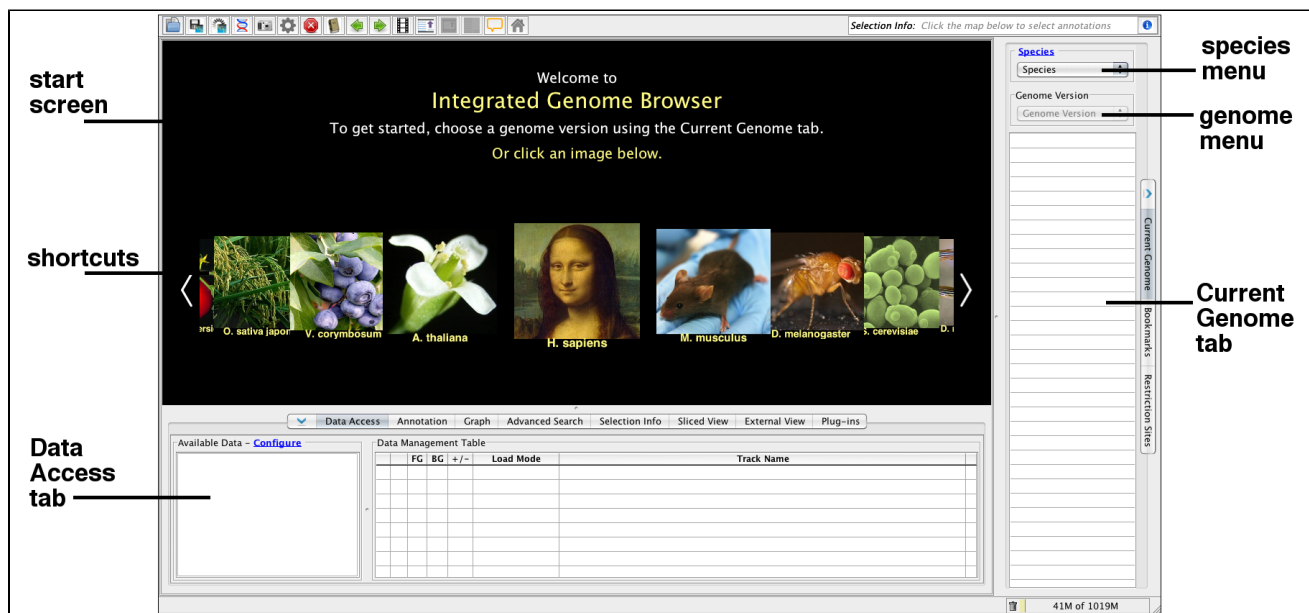 Selection Info: Click the map below to select annotations
start
screen
Welcome to
Integrated Genome Browser
To get started, choose a genome version using the Current Genome tab.
Or click an image below.
Species
Species
species
menu
Genome Version
Genome Version
genome
menu
shortcuts
ersi
O. sativa japon
V. corymbosum
A. thaliana
H. sapiens
M. musculus
D. melanogaster
S. cerevisiae
Current Genome
Bookmarks
Restriction Sites
Current
Genome
tab
Data Access
Annotation
Graph
Advanced Search
Selection Info
Sliced View
External View
Plug-ins
Data
Access
tab
Available Data - Configure
Data Management Table
FG BG +/- Load Mode Track Name
41M of 1019M